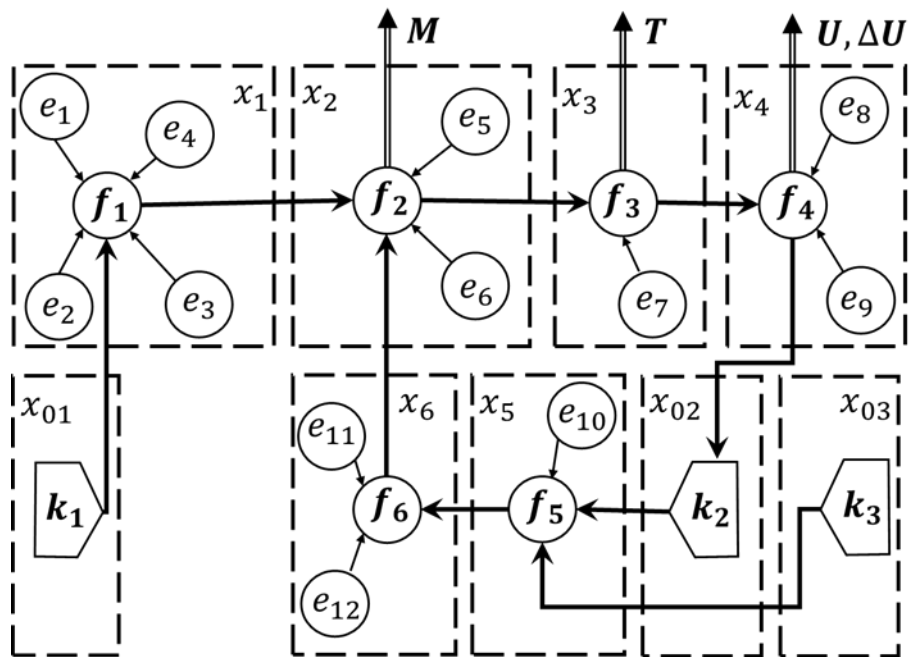 M T U, ΔU
x₁ x₂ x₃ x₄
e₁ e₄ e₅ e₈
f₁ f₂ f₃ f₄
e₂ e₃ e₆ e₇ e₉
x₀₁ x₆ x₅ x₀₂ x₀₃
e₁₁ e₁₀
k₁ f₆ f₅ k₂ k₃
e₁₂